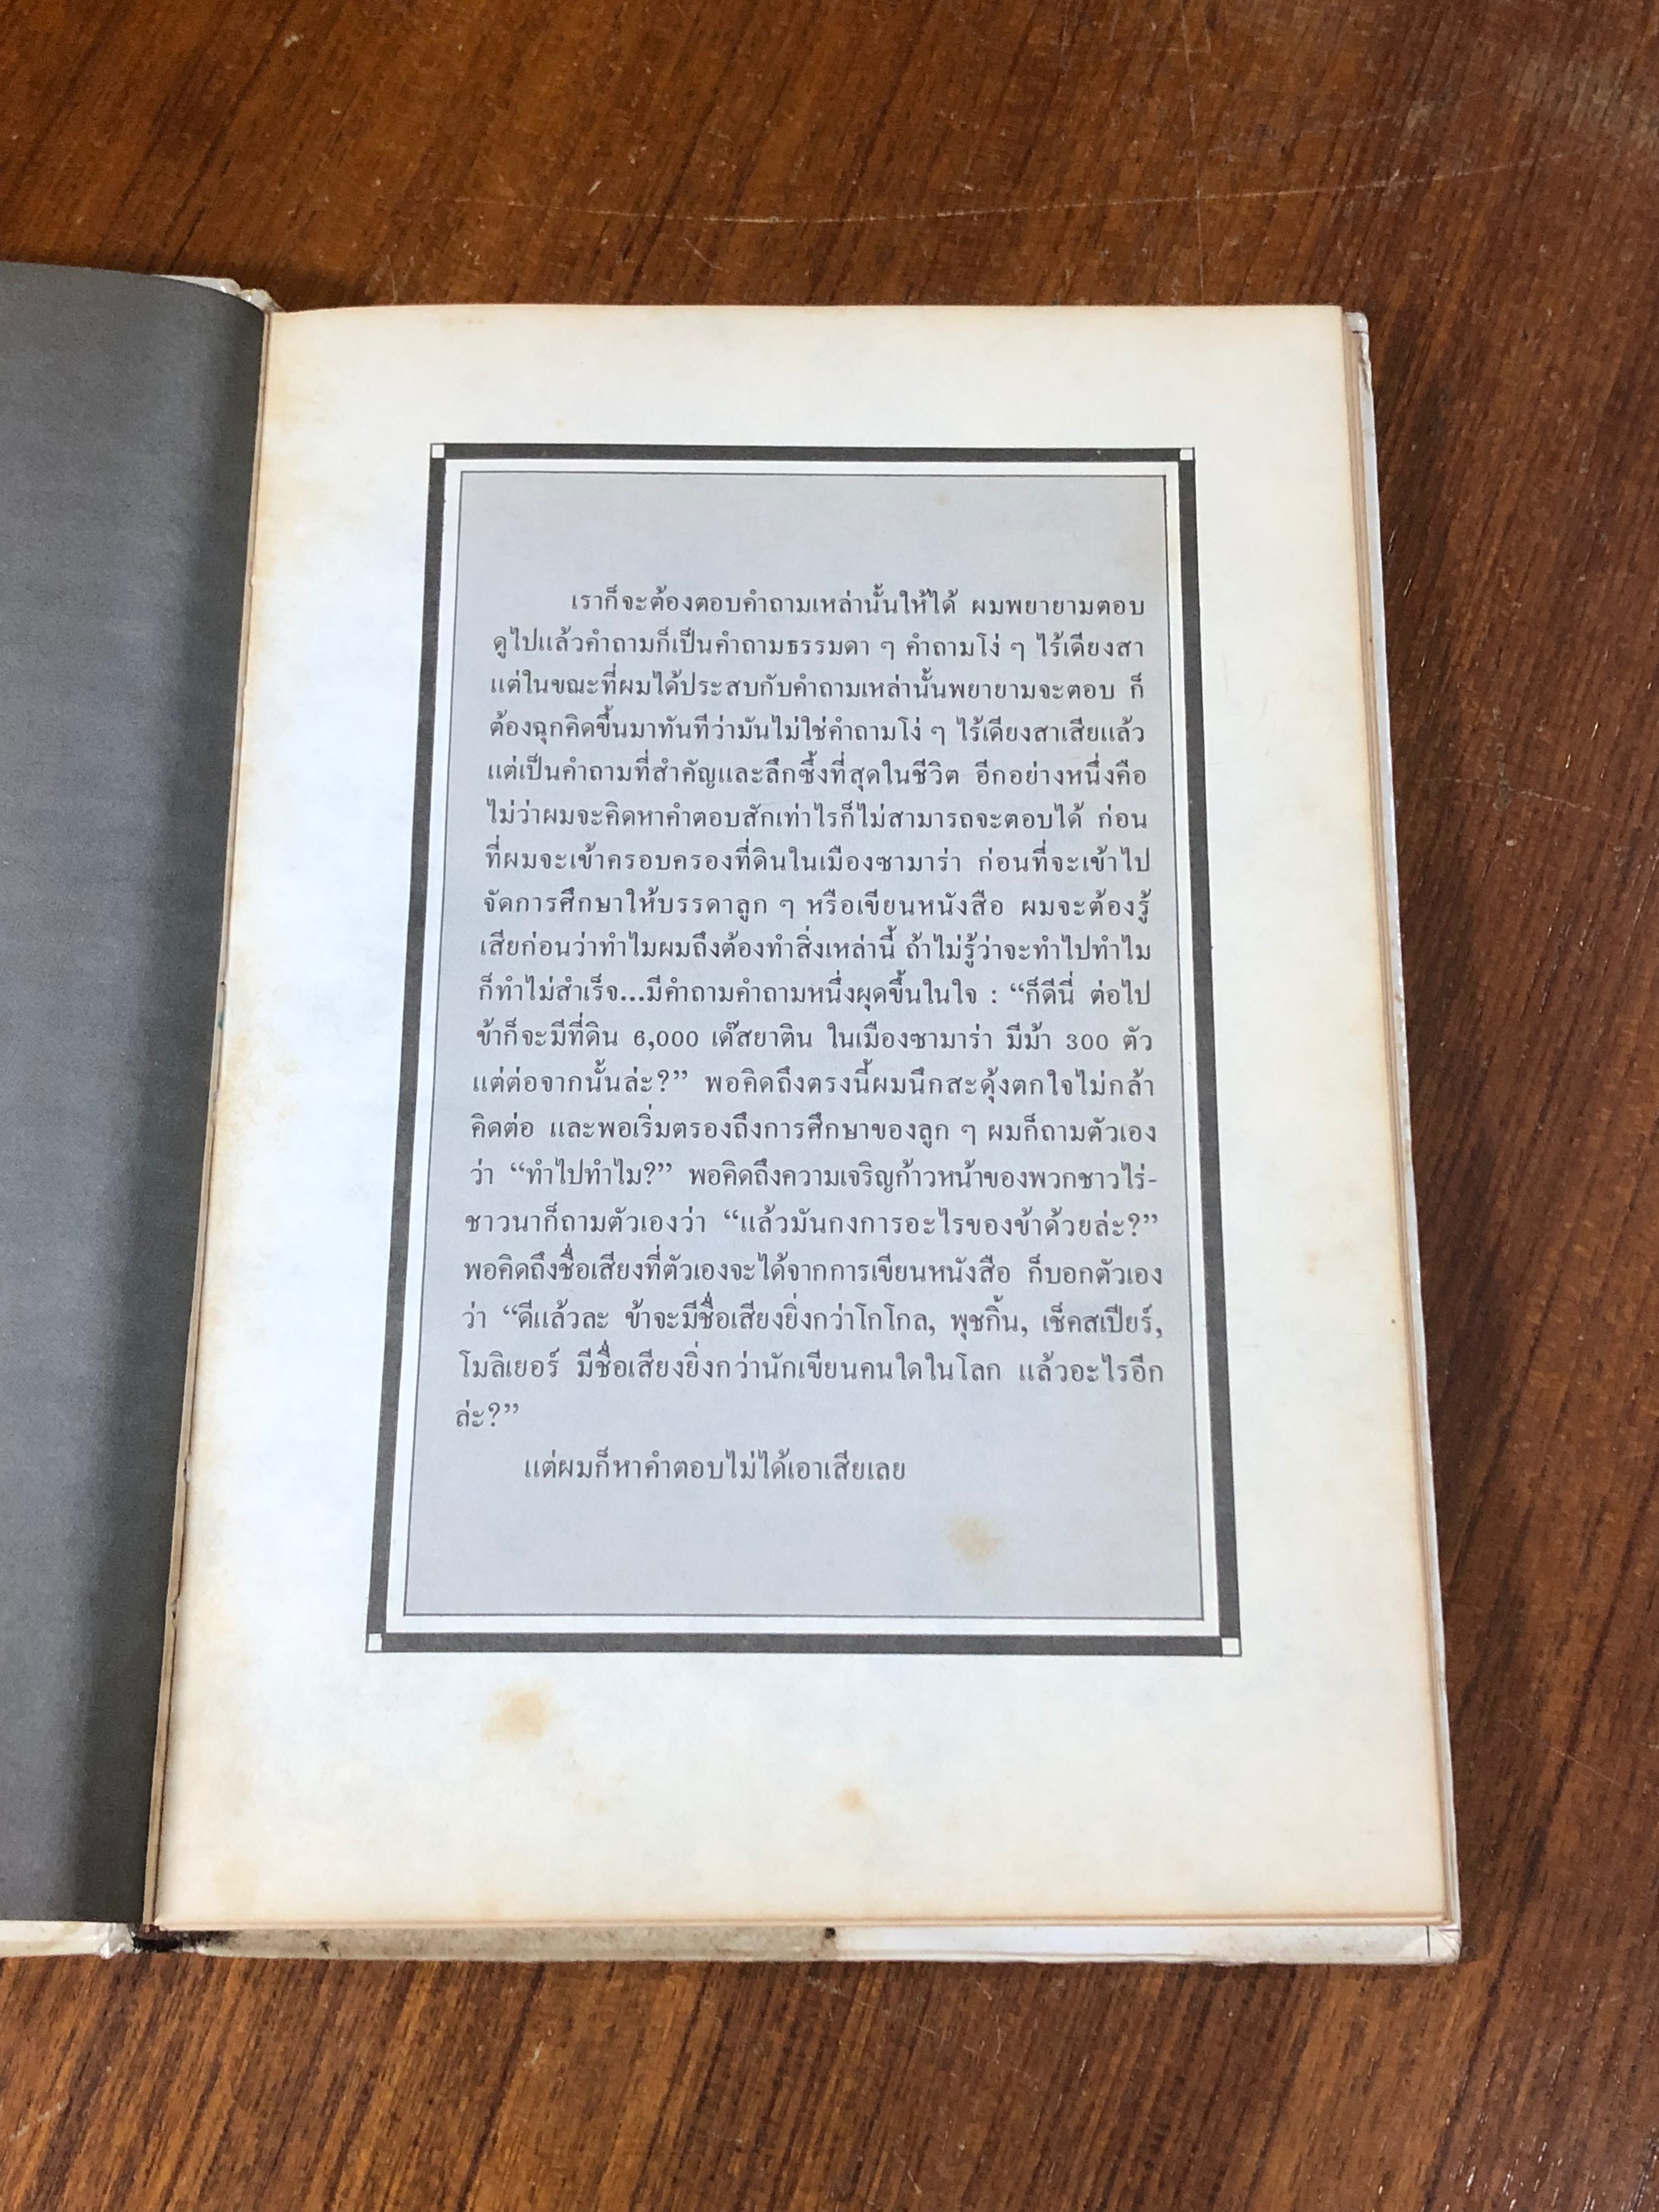 เราก็จะต้องตอบคำถามเหล่านั้นให้ได้ ผมพยายามตอบ
ดูไปแล้วคำถามก็เป็นคำถามธรรมดา ๆ คำถามโง่ ๆ ไร้เดียงสา
แต่ในขณะที่ผมได้ประสบกับคำถามเหล่านั้นพยายามจะตอบ ก็
ต้องฉุกคิดขึ้นมาทันทีว่ามันไม่ใช่คำถามโง่ ๆ ไร้เดียงสาเสียแล้ว
แต่เป็นคำถามที่สำคัญและลึกซึ้งที่สุดในชีวิต อีกอย่างหนึ่งคือ
ไม่ว่าผมจะคิดหาคำตอบสักเท่าไรก็ไม่สามารถจะตอบได้ ก่อน
ที่ผมจะเข้าครอบครองที่ดินในเมืองซามาร่า ก่อนที่จะเข้าไป
จัดการศึกษาให้บรรดาลูก ๆ หรือเขียนหนังสือ ผมจะต้องรู้
เสียก่อนว่าทำไมผมถึงต้องทำสิ่งเหล่านี้ ถ้าไม่รู้ว่าจะทำไปทำไม
ก็ทำไม่สำเร็จ...มีคำถามคำถามหนึ่งผุดขึ้นในใจ : “ก็ดีนี่ ต่อไป
ข้าก็จะมีที่ดิน 6,000 เด๊สยาติน ในเมืองซามาร่า มีม้า 300 ตัว
แต่ต่อจากนั้นล่ะ?” พอคิดถึงตรงนี้ผมนึกสะดุ้งตกใจไม่กล้า
คิดต่อ และพอเริ่มตรองถึงการศึกษาของลูก ๆ ผมก็ถามตัวเอง
ว่า “ทำไปทำไม?” พอคิดถึงความเจริญก้าวหน้าของพวกชาวไร่-
ชาวนาก็ถามตัวเองว่า “แล้วมันกงการอะไรของข้าด้วยล่ะ?”
พอคิดถึงชื่อเสียงที่ตัวเองจะได้จากการเขียนหนังสือ ก็บอกตัวเอง
ว่า “ดีแล้วละ ข้าจะมีชื่อเสียงยิ่งกว่าโกโกล, พุชกิ้น, เช็คสเปียร์,
โมลิเยอร์ มีชื่อเสียงยิ่งกว่านักเขียนคนใดในโลก แล้วอะไรอีก
ล่ะ?”
แต่ผมก็หาคำตอบไม่ได้เอาเสียเลย